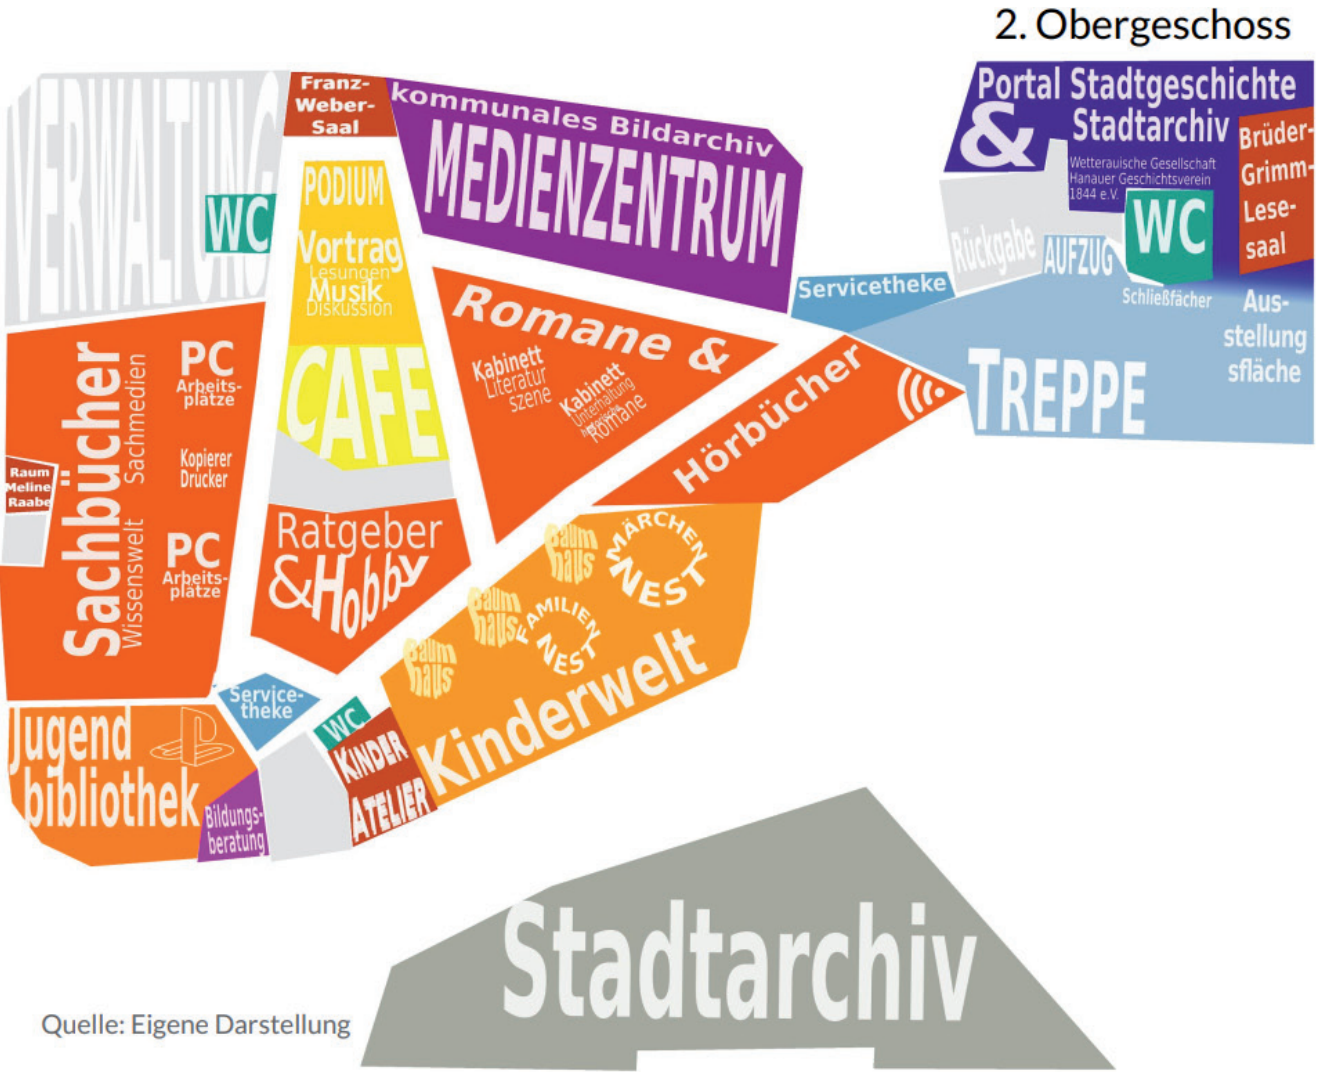 2. Obergeschoss
VERWALTUNG
WC
Franz-
Weber-
Saal
kommunales Bildarchiv
MEDIENZENTRUM
PODIUM
Vortrag
Lesungen
Musik
Diskussion
CAFE
Portal Stadtgeschichte
& Stadtarchiv
Wetterauische Gesellschaft
Hanauer Geschichtsverein
1844 e.V.
Brüder-
Grimm-
Lese-
saal
WC
Rückgabe
AUFZUG
Schließfächer
Servicetheke
Aus-
stellung
sfläche
TREPPE
Romane &
Kabinett
Literatur
szene
Kabinett
Unterhaltung
Romane
Hörbücher
Sachbücher
Sachmedien
Wissenswelt
PC
Arbeits-
plätze
Kopierer
Drucker
PC
Arbeits-
plätze
Raum
Meline
Raabe
Ratgeber
&Hobby
Baum
haus
MÄRCHEN
NEST
Baum
haus
FAMILIEN
NEST
Baum
haus
Kinderwelt
Service-
theke
WC
KINDER
ATELIER
Jugend
bibliothek
Bildungs-
beratung
Stadtarchiv
Quelle: Eigene Darstellung